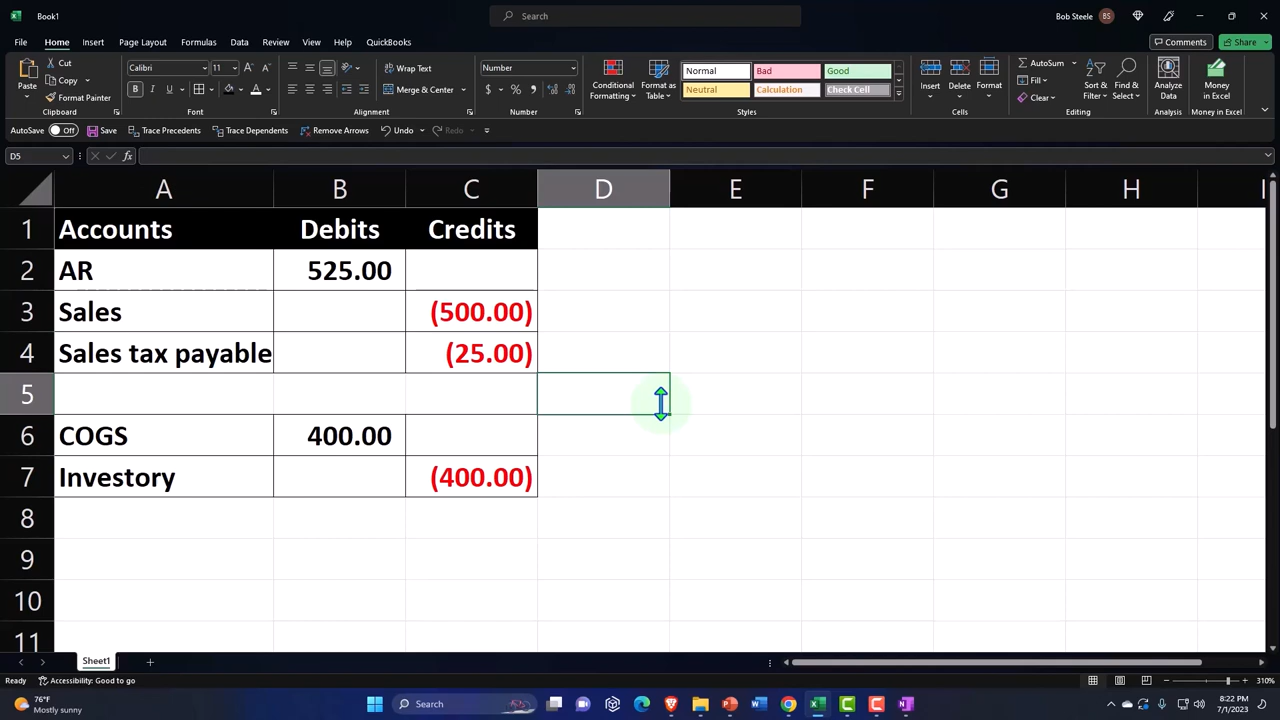 Book1
Search
Bob Steele BS
File Home Insert Page Layout Formulas Data Review View Help QuickBooks
Comments Share
Paste Cut Copy Format Painter
Calibri 11 A A
B I U A
Wrap Text
Merge & Center
Number
$ % 9
Conditional Formatting Format as Table
Normal Bad Good
Neutral Calculation Check Cell
Insert Delete Format
AutoSum Fill Clear
Sort & Filter Find & Select
Analyze Data
Money in Excel
Clipboard Font Alignment Number Styles Cells Editing Analysis Money in Excel
AutoSave Off Save Trace Precedents Trace Dependents Remove Arrows Undo Redo
D5 fx
A B C D E F G H I
1 Accounts Debits Credits
2 AR 525.00
3 Sales (500.00)
4 Sales tax payable (25.00)
5
6 COGS 400.00
7 Inventory (400.00)
8
9
10
11
Sheet1
Ready Accessibility: Good to go 310%
76°F
Mostly sunny
Search
8:22 PM
7/1/2023